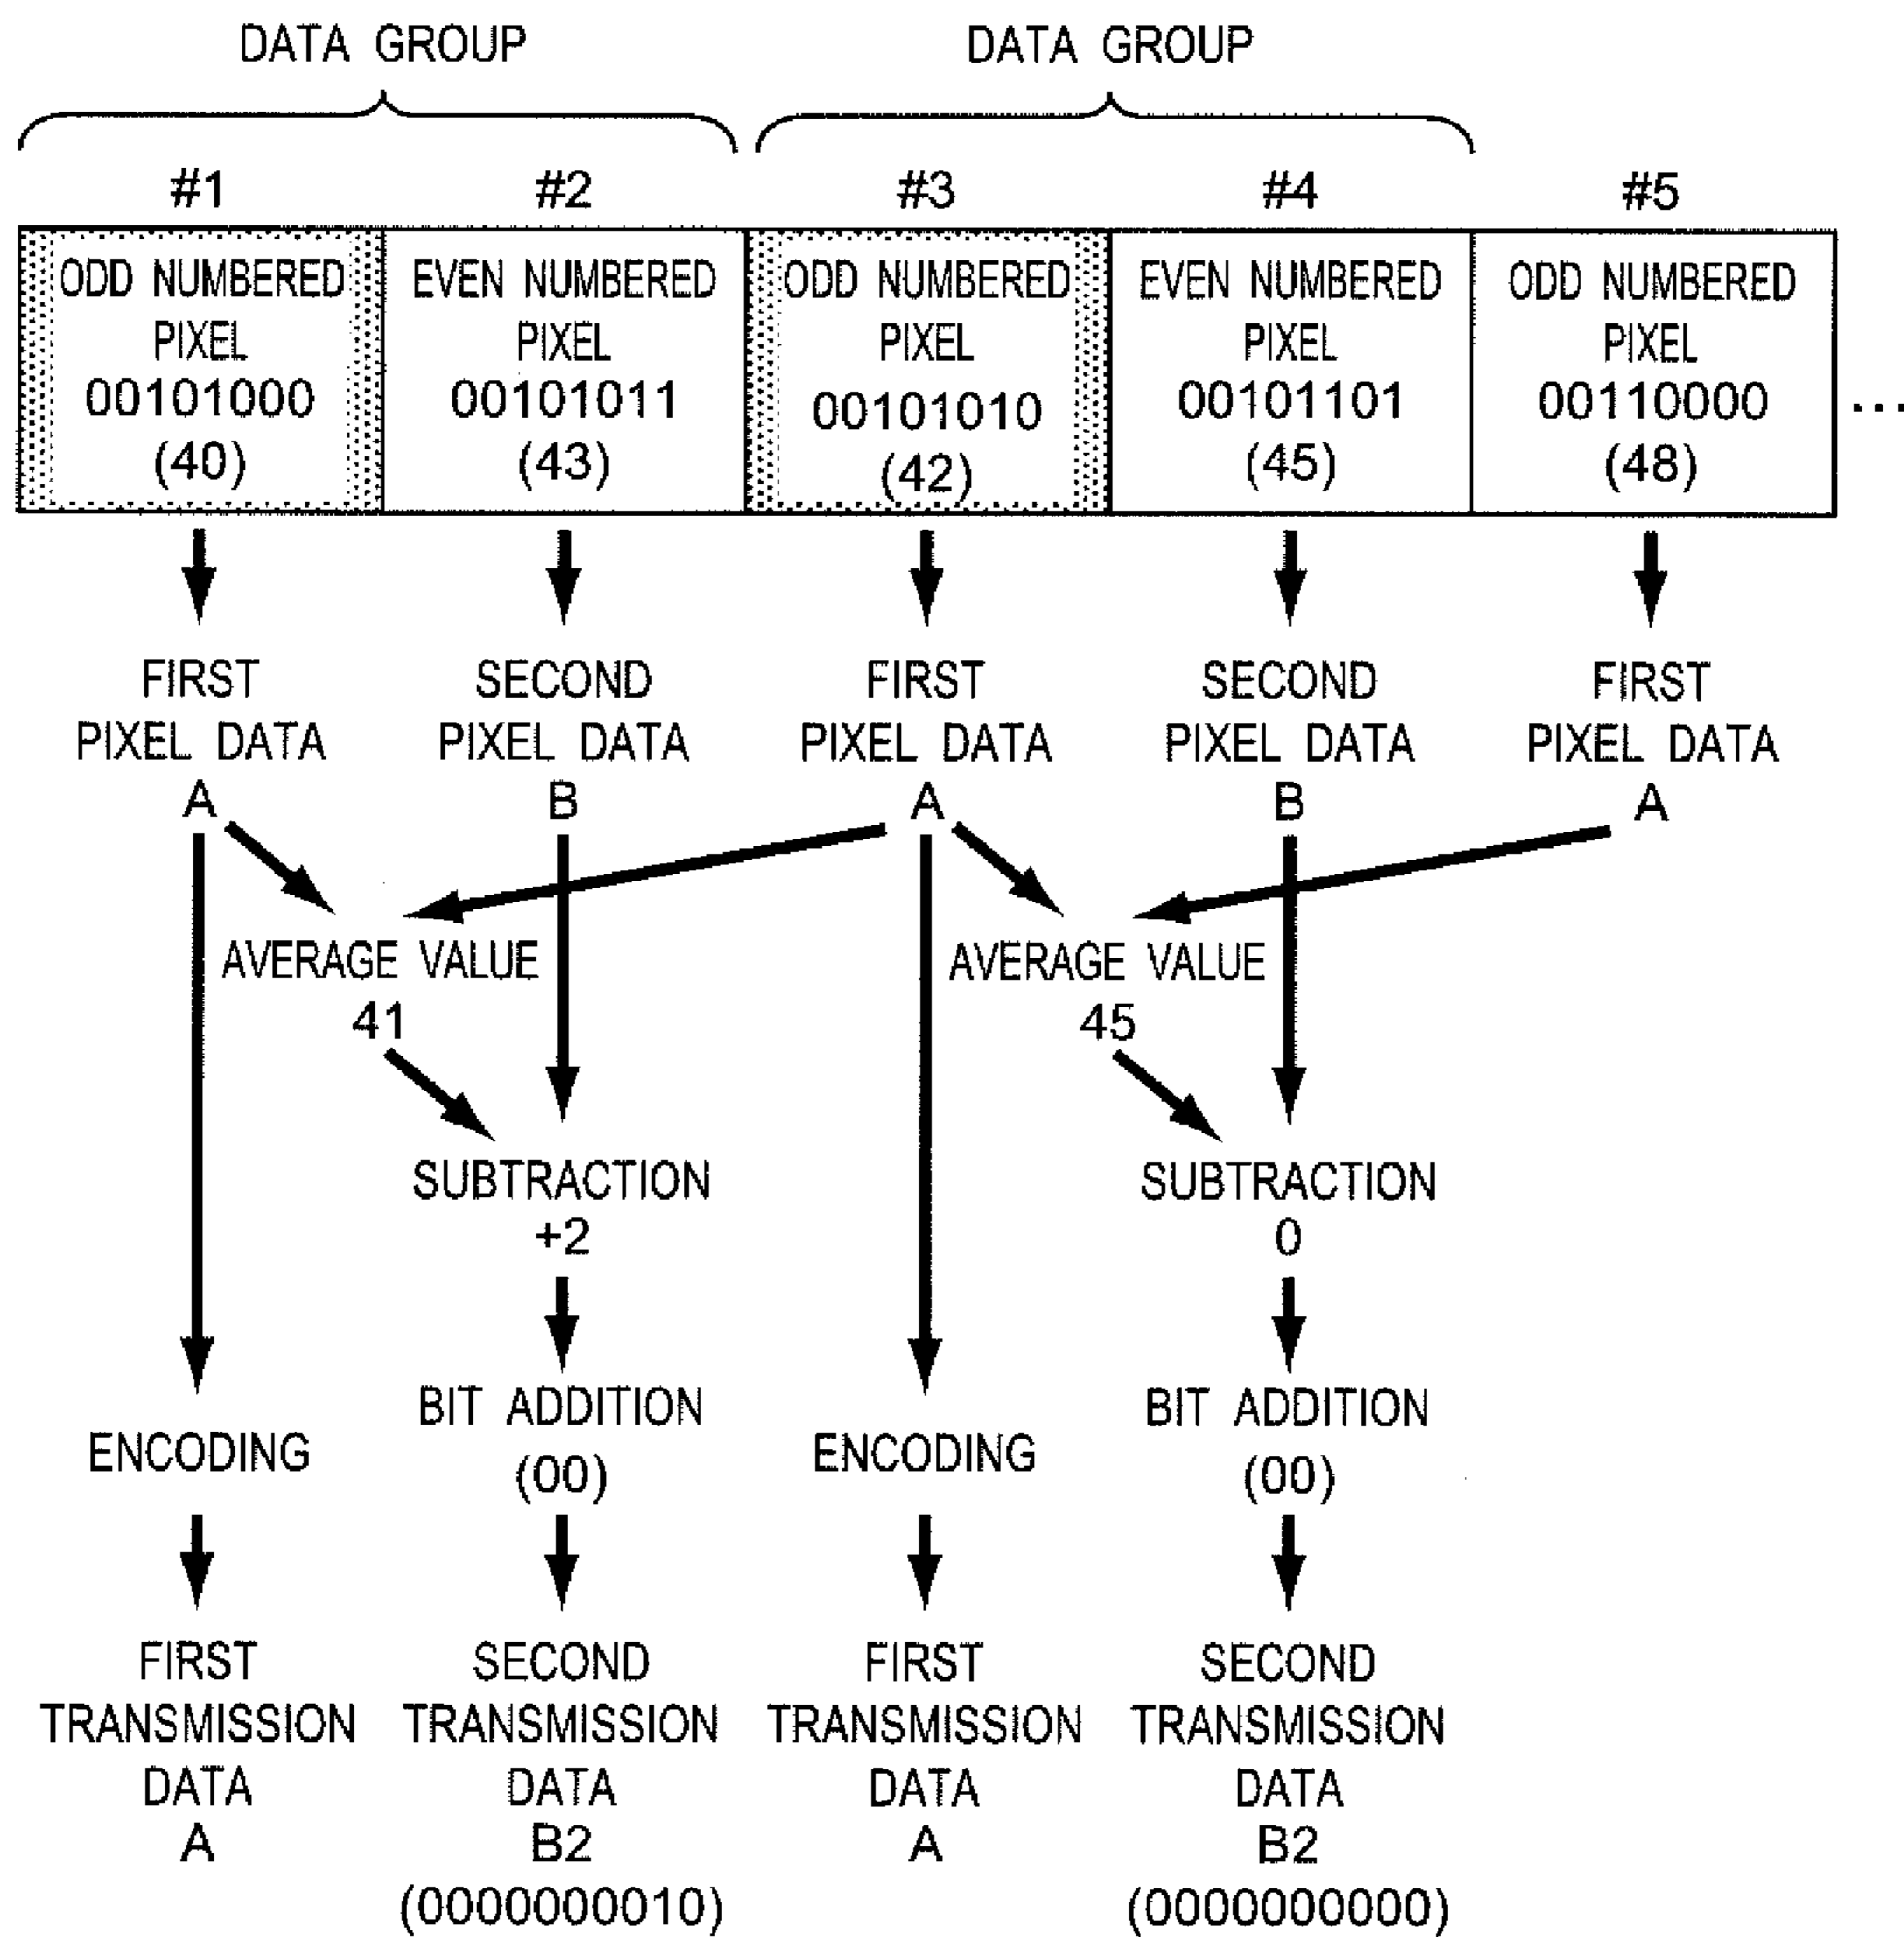 DATA GROUP DATA GROUP
#1 #2 #3 #4 #5
ODD NUMBERED EVEN NUMBERED ODD NUMBERED EVEN NUMBERED ODD NUMBERED
PIXEL PIXEL PIXEL PIXEL PIXEL
00101000 00101011 00101010 00101101 00110000 ...
(40) (43) (42) (45) (48)
FIRST SECOND FIRST SECOND FIRST
PIXEL DATA PIXEL DATA PIXEL DATA PIXEL DATA PIXEL DATA
A B A B A
AVERAGE VALUE AVERAGE VALUE
41 45
SUBTRACTION SUBTRACTION
+2 0
BIT ADDITION BIT ADDITION
ENCODING (00) ENCODING (00)
FIRST SECOND FIRST SECOND
TRANSMISSION TRANSMISSION TRANSMISSION TRANSMISSION
DATA DATA DATA DATA
A B2 A B2
(0000000010) (0000000000)